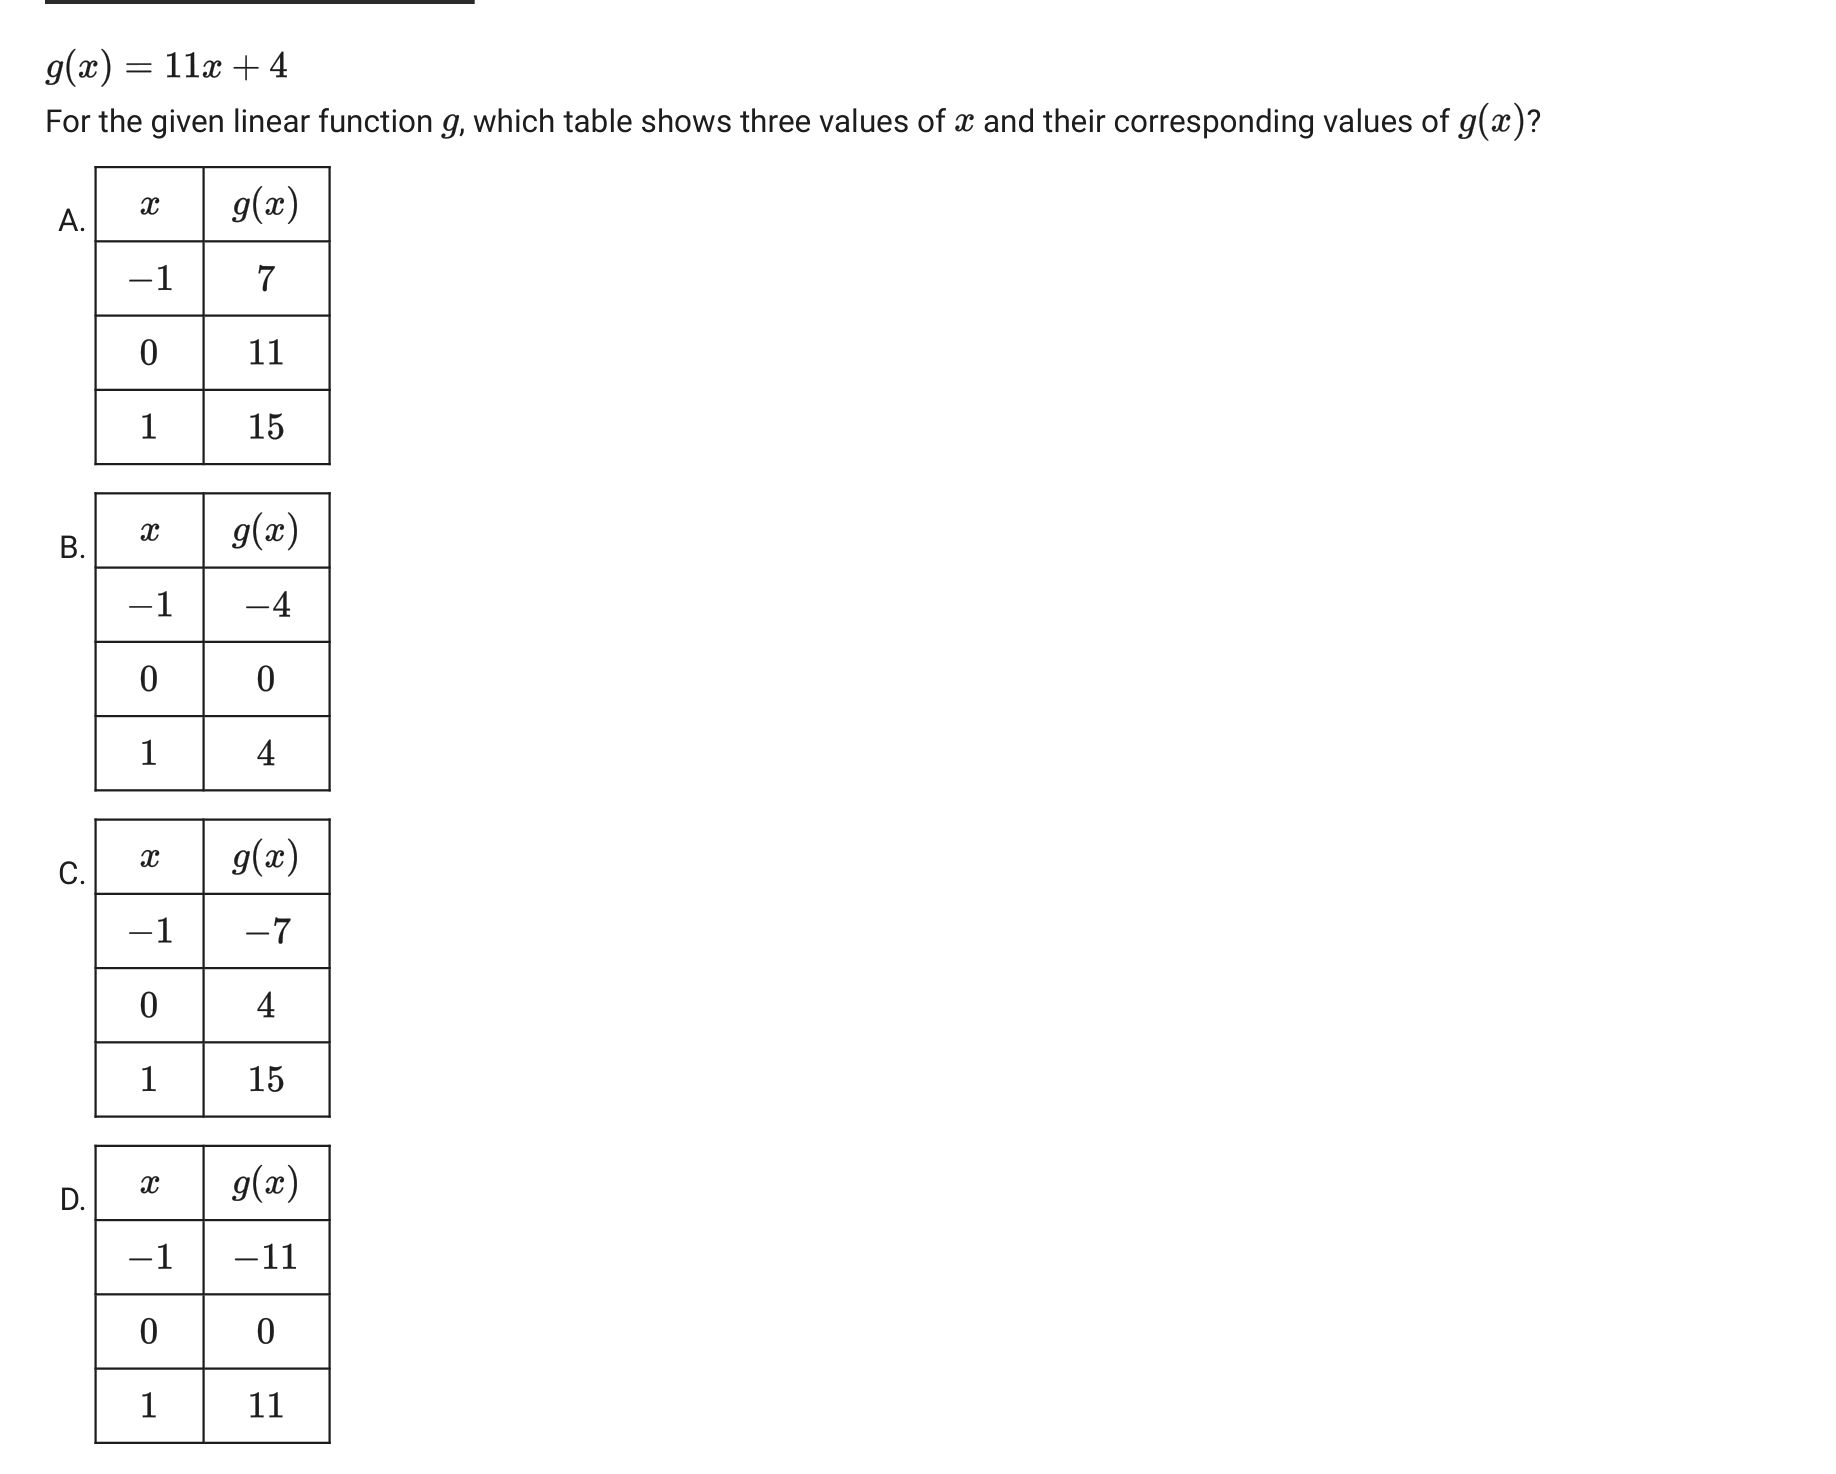 g(x) = 11x + 4
For the given linear function g, which table shows three values of x and their corresponding values of g(x)?
A.
x g(x)
−1 7
0 11
1 15
B.
x g(x)
−1 −4
0 0
1 4
C.
x g(x)
−1 −7
0 4
1 15
D.
x g(x)
−1 −11
0 0
1 11